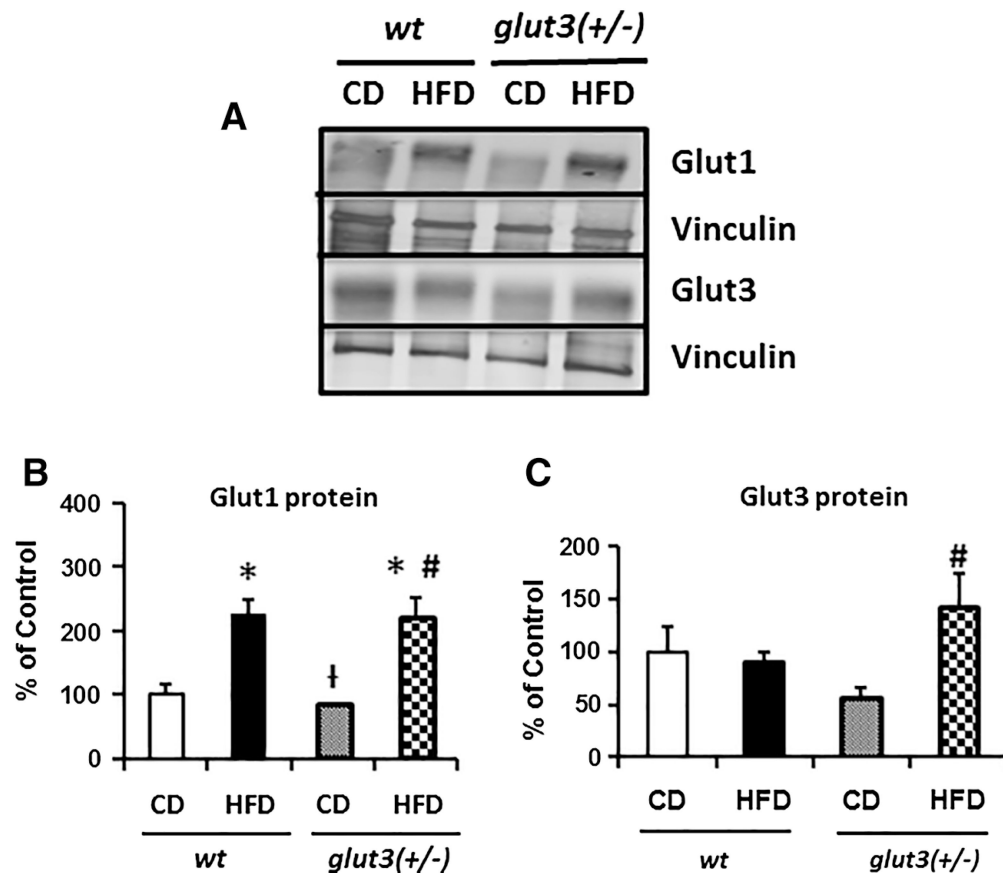 wt glut3(+/-)
CD HFD CD HFD
A
Glut1
Vinculin
Glut3
Vinculin
B
Glut1 protein
% of Control
400
300
200
100
0
*
ƚ
* #
CD HFD CD HFD
wt glut3(+/-)
C
Glut3 protein
% of Control
200
150
100
50
0
#
CD HFD CD HFD
wt glut3(+/-)